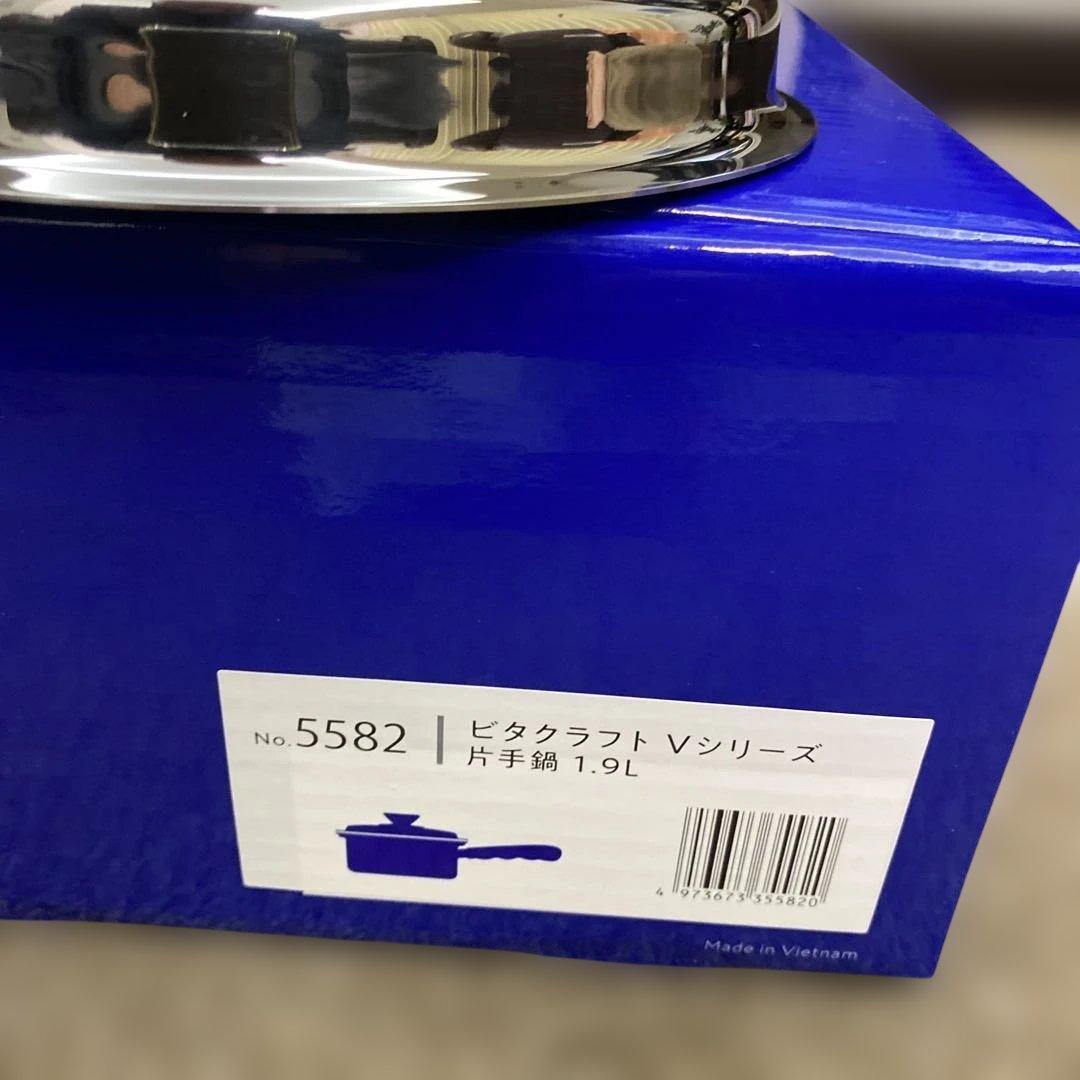 No.5582
ビタクラフト Vシリーズ
片手鍋 1.9L
4 973673 355820
Made in Vietnam